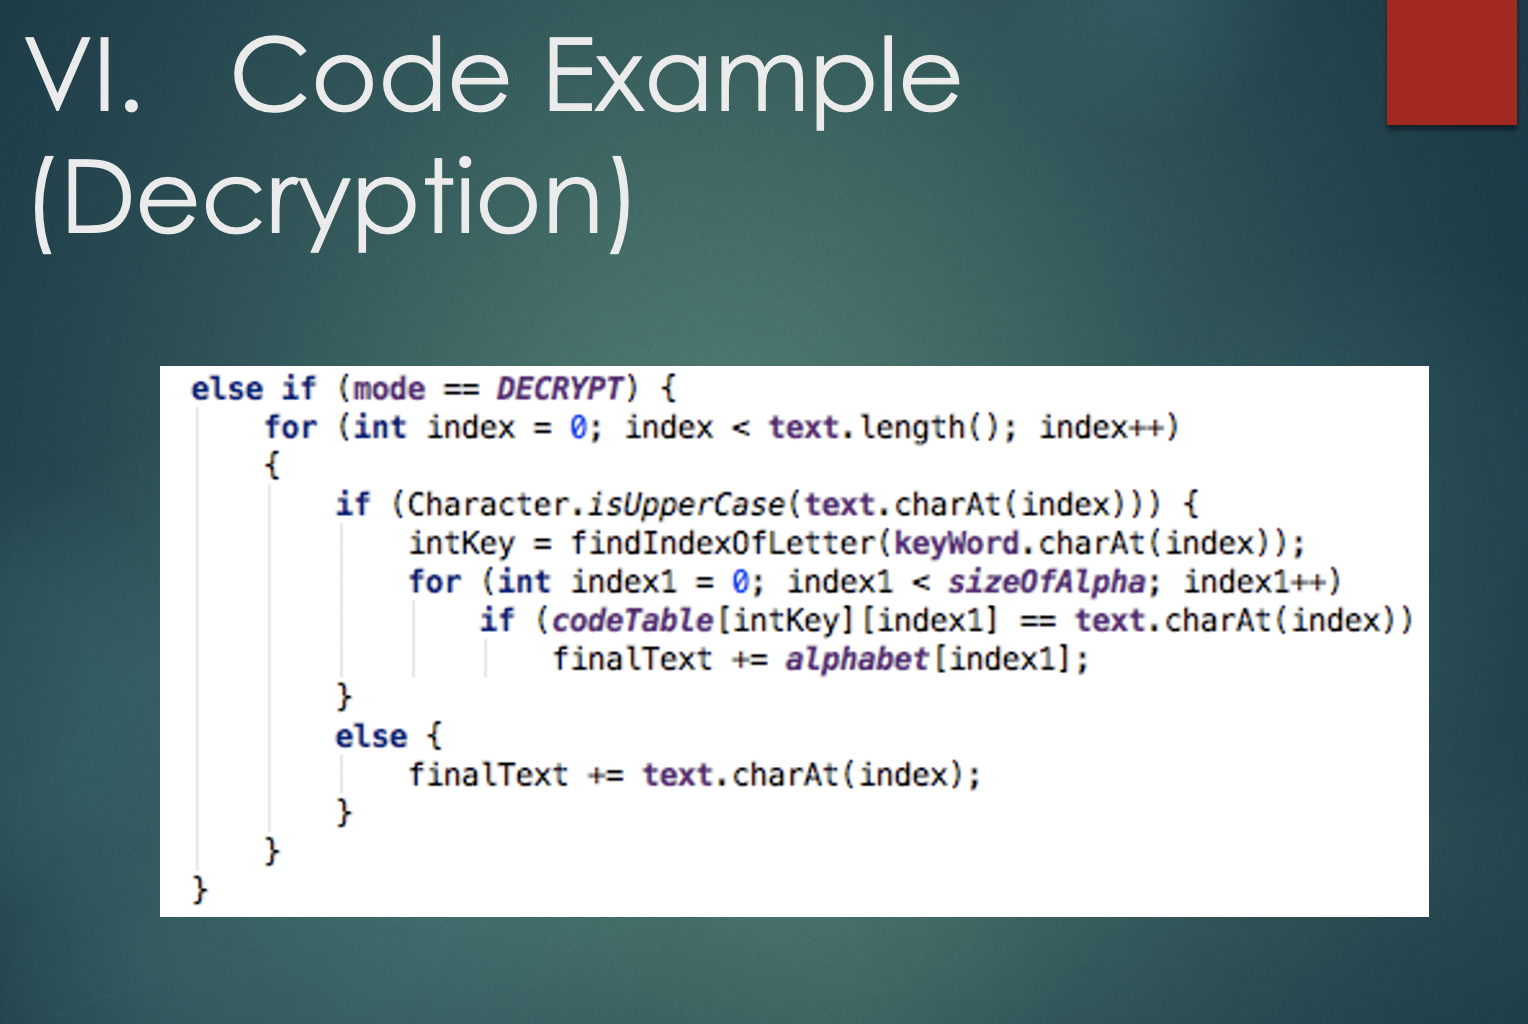 VI. Code Example
(Decryption)
else if (mode == DECRYPT) {
for (int index = 0; index < text.length(); index++)
{
if (Character.isUpperCase(text.charAt(index))) {
intKey = findIndexOfLetter(keyWord.charAt(index));
for (int index1 = 0; index1 < sizeOfAlpha; index1++)
if (codeTable[intKey][index1] == text.charAt(index))
finalText += alphabet[index1];
}
else {
finalText += text.charAt(index);
}
}
}